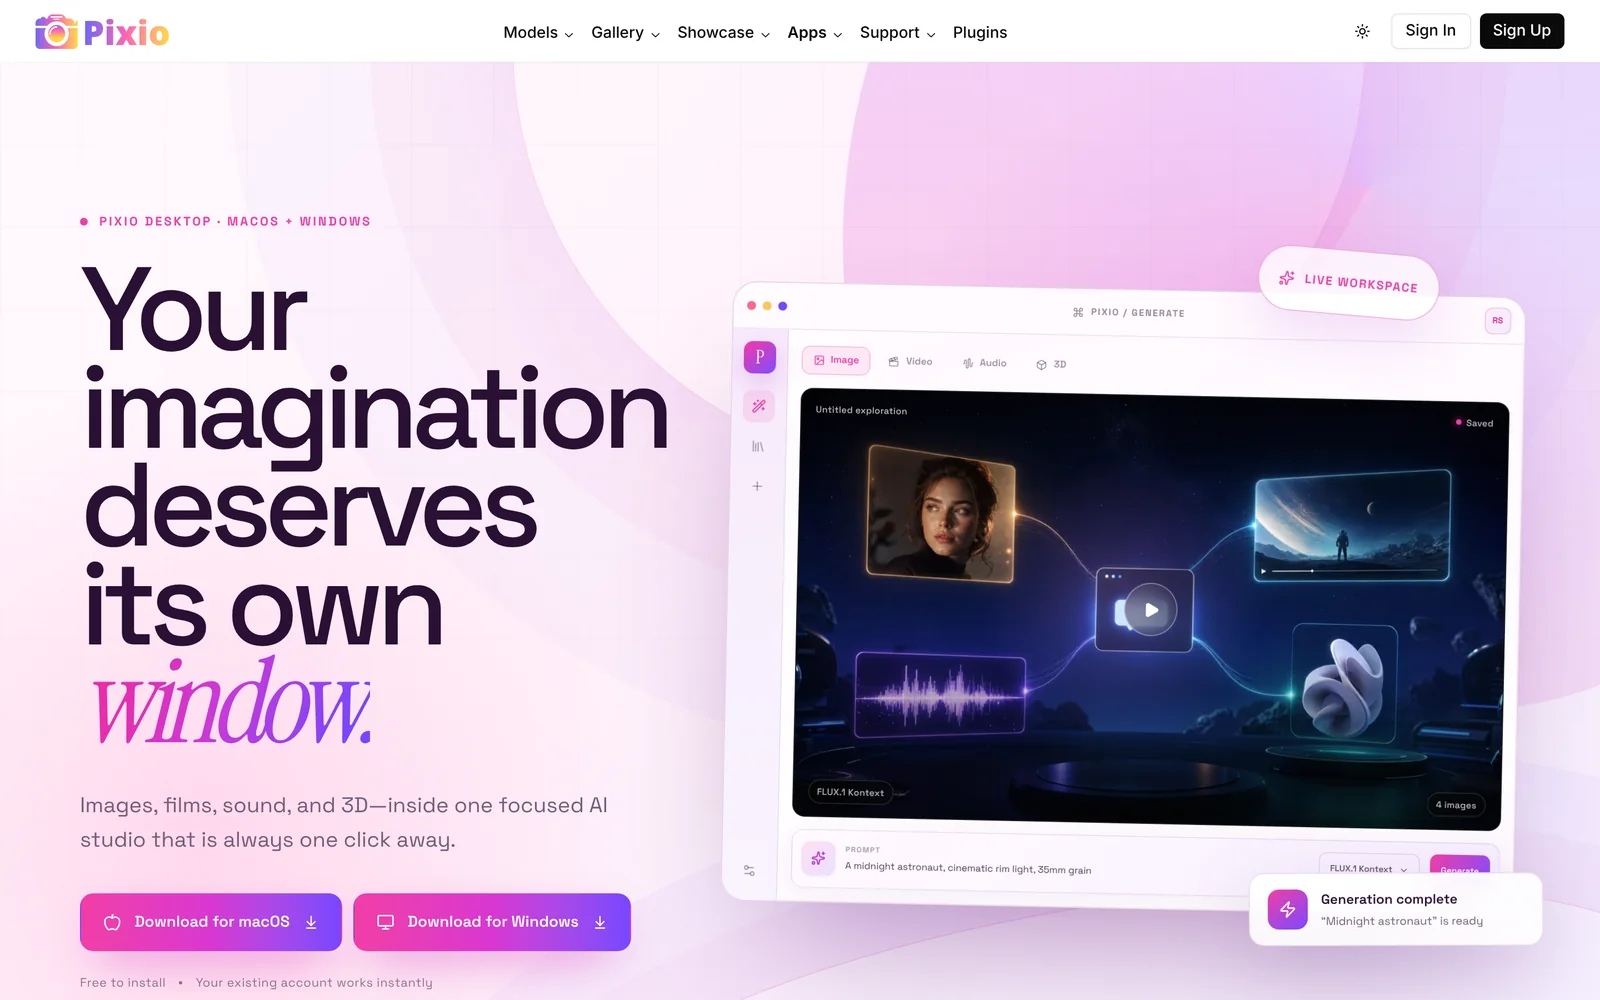 Pixio
Models
Gallery
Showcase
Apps
Support
Plugins
Sign In
Sign Up
PIXIO DESKTOP · MACOS + WINDOWS
Your
imagination
deserves
its own
window.
Images, films, sound, and 3D—inside one focused AI
studio that is always one click away.
Download for macOS
Download for Windows
Free to install • Your existing account works instantly
LIVE WORKSPACE
PIXIO / GENERATE
RS
P
Image
Video
Audio
3D
Untitled exploration
Saved
FLUX.1 Kontext
4 images
PROMPT
A midnight astronaut, cinematic rim light, 35mm grain
FLUX.1 Kontext
Generate
Generation complete
“Midnight astronaut” is ready